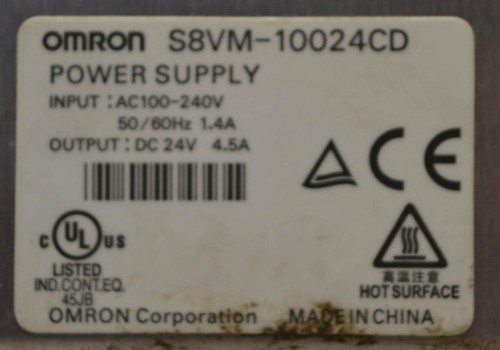 OMRON S8VM-10024CD
POWER SUPPLY
INPUT : AC100-240V
50/60Hz 1.4A
OUTPUT: DC 24V 4.5A
CE
C UL US
LISTED
IND.CONT.EQ.
45JB
高温注意
HOT SURFACE
OMRON Corporation MADE IN CHINA